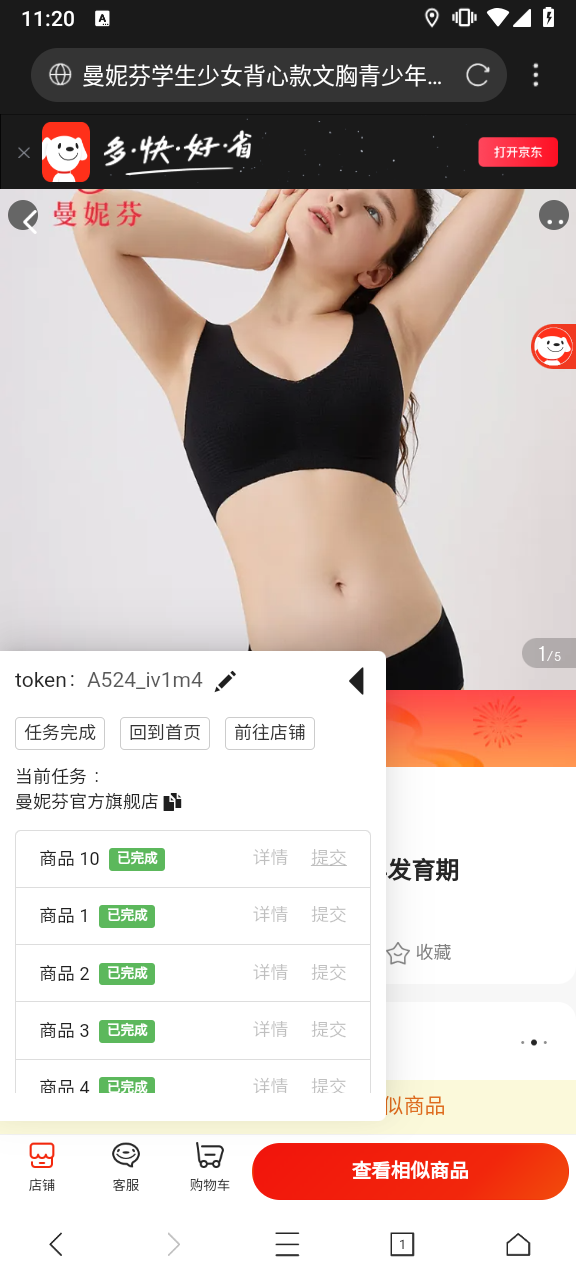 11:20
A
曼妮芬学生少女背心款文胸青少年...
多·快·好·省
打开京东
曼妮芬
1/5
token: A524_iv1m4
任务完成 回到首页 前往店铺
当前任务：
曼妮芬官方旗舰店
发育期
商品 10 已完成 详情 提交
商品 1 已完成 详情 提交
收藏
商品 2 已完成 详情 提交
商品 3 已完成 详情 提交
商品 4 已完成 详情 提交
似商品
店铺 客服 购物车 查看相似商品
1